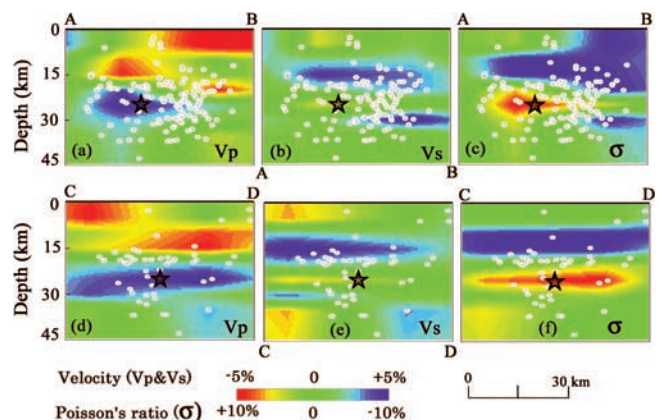 A B A B
0
15
30
45
Depth (km)
(a) Vp (b) Vs (c) σ
A B
C D C D
0
15
30
45
Depth (km)
(d) Vp (e) Vs (f) σ
C D
Velocity (Vp&Vs) -5% 0 +5%
Poisson's ratio (σ) +10% 0 -10%
0 30 km